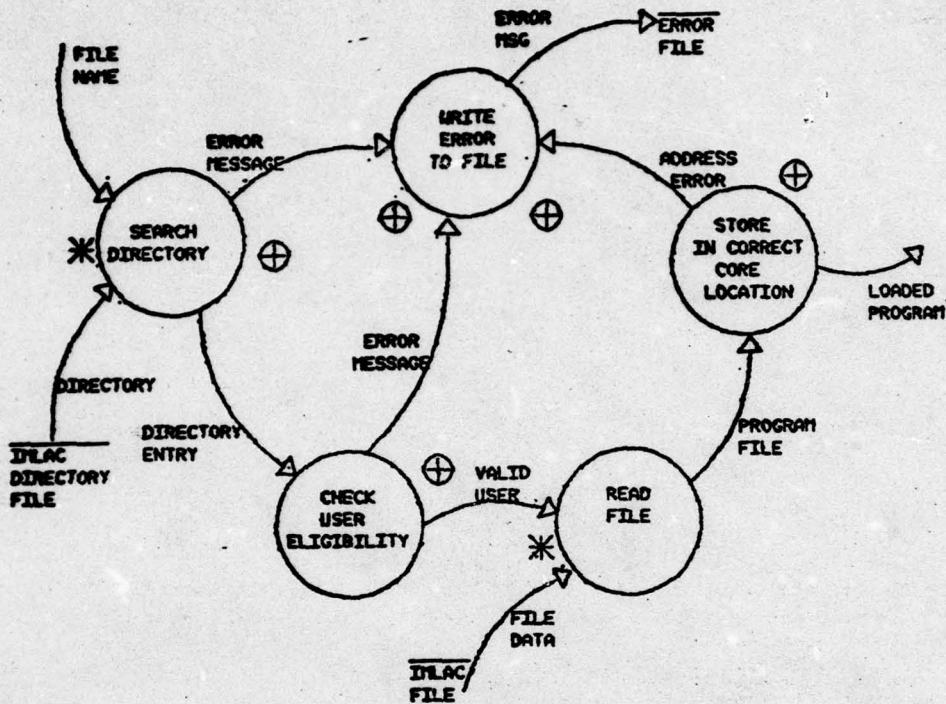 ERROR
MSG
ERROR
FILE
FILE
NAME
WRITE
ERROR
TO FILE
ERROR
MESSAGE
ADDRESS
ERROR
SEARCH
DIRECTORY
STORE
IN CORRECT
CORE
LOCATION
LOADED
PROGRAM
ERROR
MESSAGE
DIRECTORY
IMLAC
DIRECTORY
FILE
DIRECTORY
ENTRY
PROGRAM
FILE
CHECK
USER
ELIGIBILITY
VALID
USER
READ
FILE
FILE
DATA
IMLAC
FILE